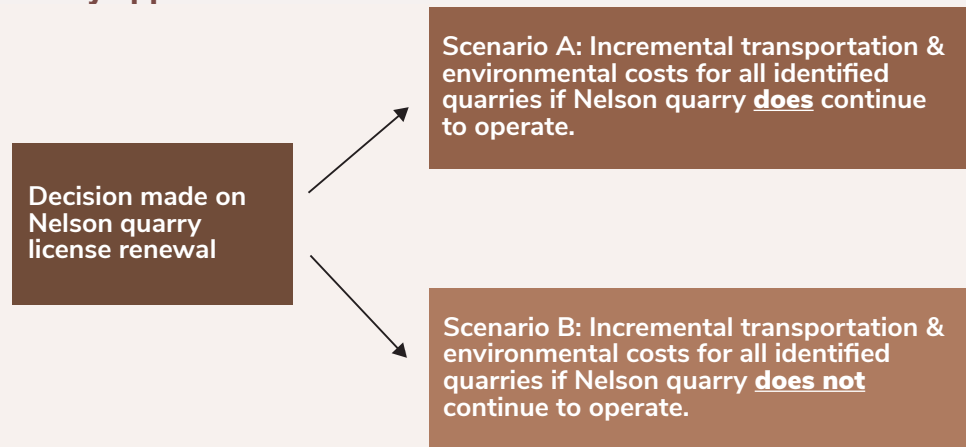 Scenario A: Incremental transportation &
environmental costs for all identified
quarries if Nelson quarry does continue
to operate.
Decision made on
Nelson quarry
license renewal
Scenario B: Incremental transportation &
environmental costs for all identified
quarries if Nelson quarry does not
continue to operate.